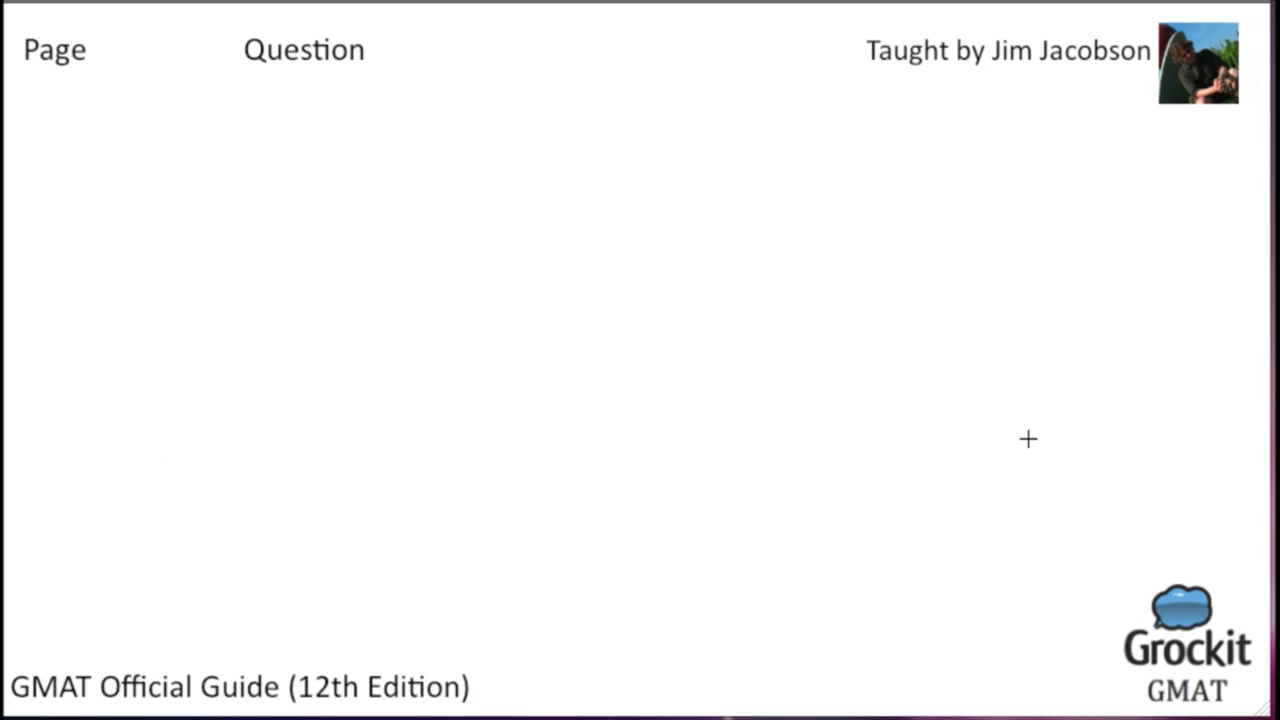 Page Question Taught by Jim Jacobson
Grockit
GMAT
GMAT Official Guide (12th Edition)